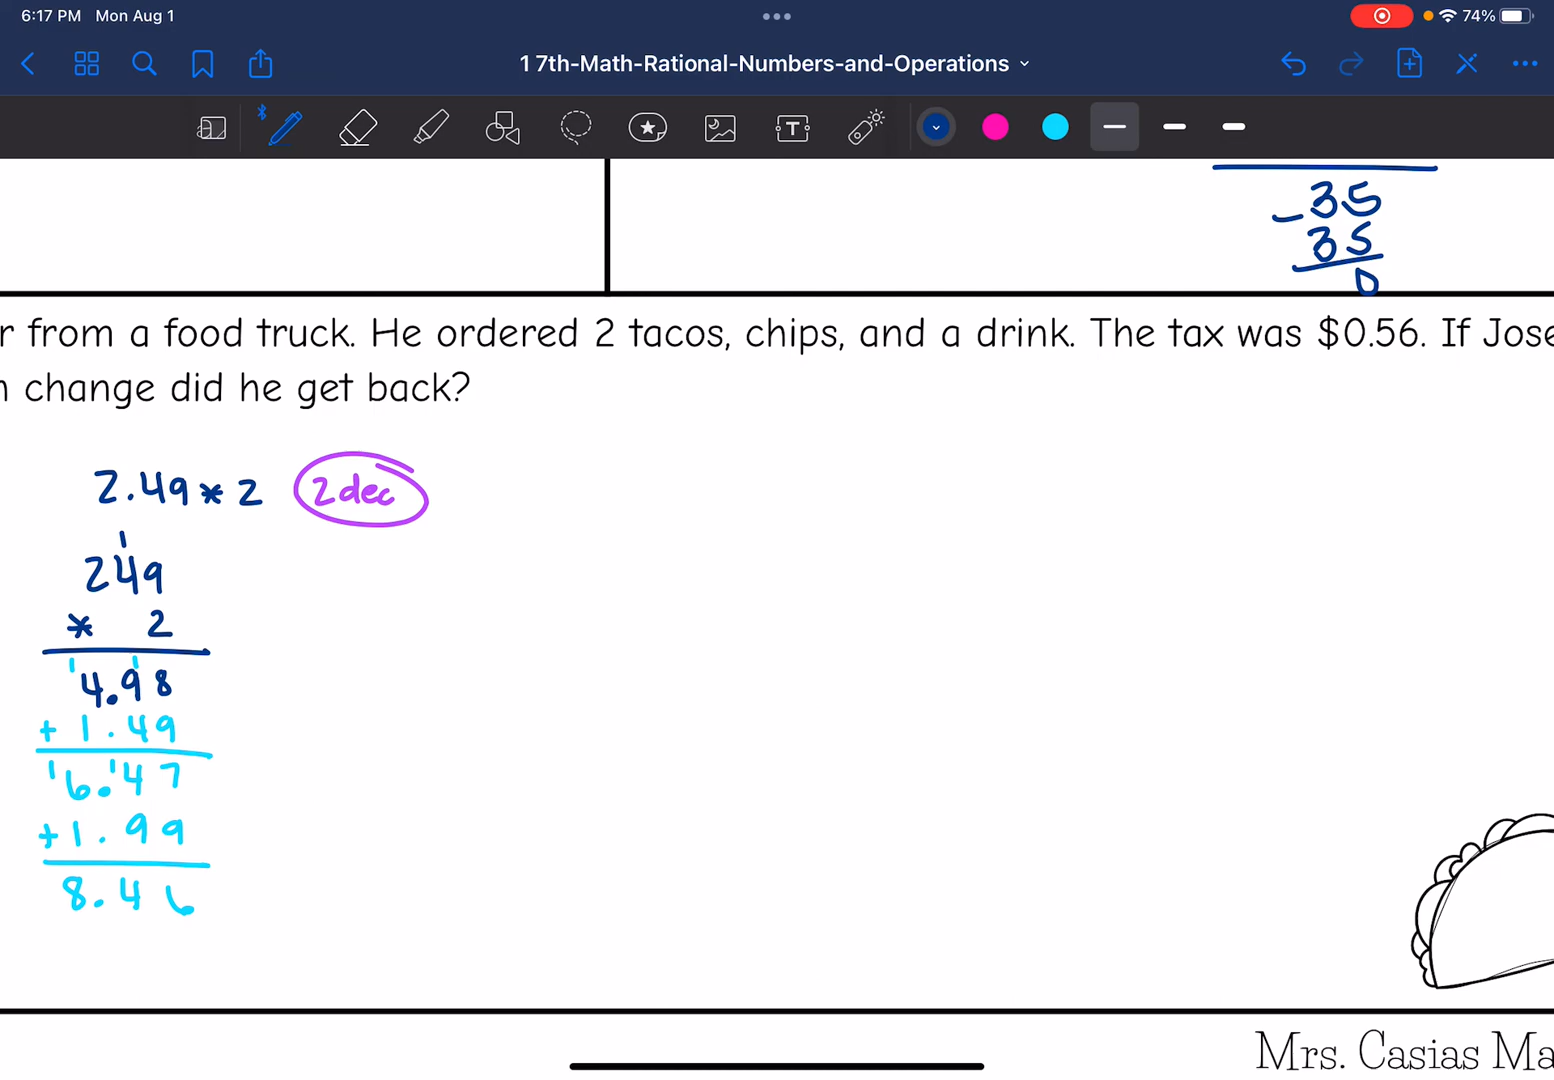 6:17 PM Mon Aug 1
74%
1 7th-Math-Rational-Numbers-and-Operations
T
-35
35
0
r from a food truck. He ordered 2 tacos, chips, and a drink. The tax was $0.56. If Jose
change did he get back?
2.49 * 2 2 dec
1
249
* 2
1 1
4.98
+ 1.49
1 1
6.47
+1.99
8.46
Mrs. Casias Ma